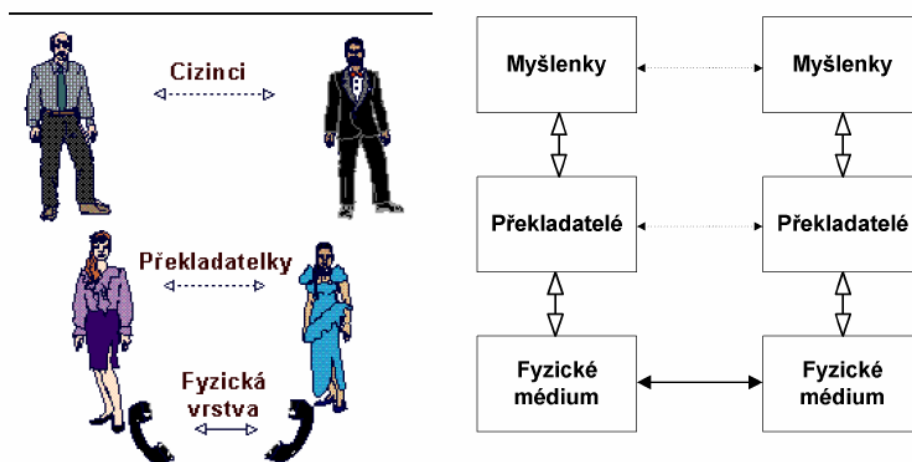 Cizinci
Překladatelky
Fyzická
vrstva
Myšlenky
Myšlenky
Překladatelé
Překladatelé
Fyzické
médium
Fyzické
médium